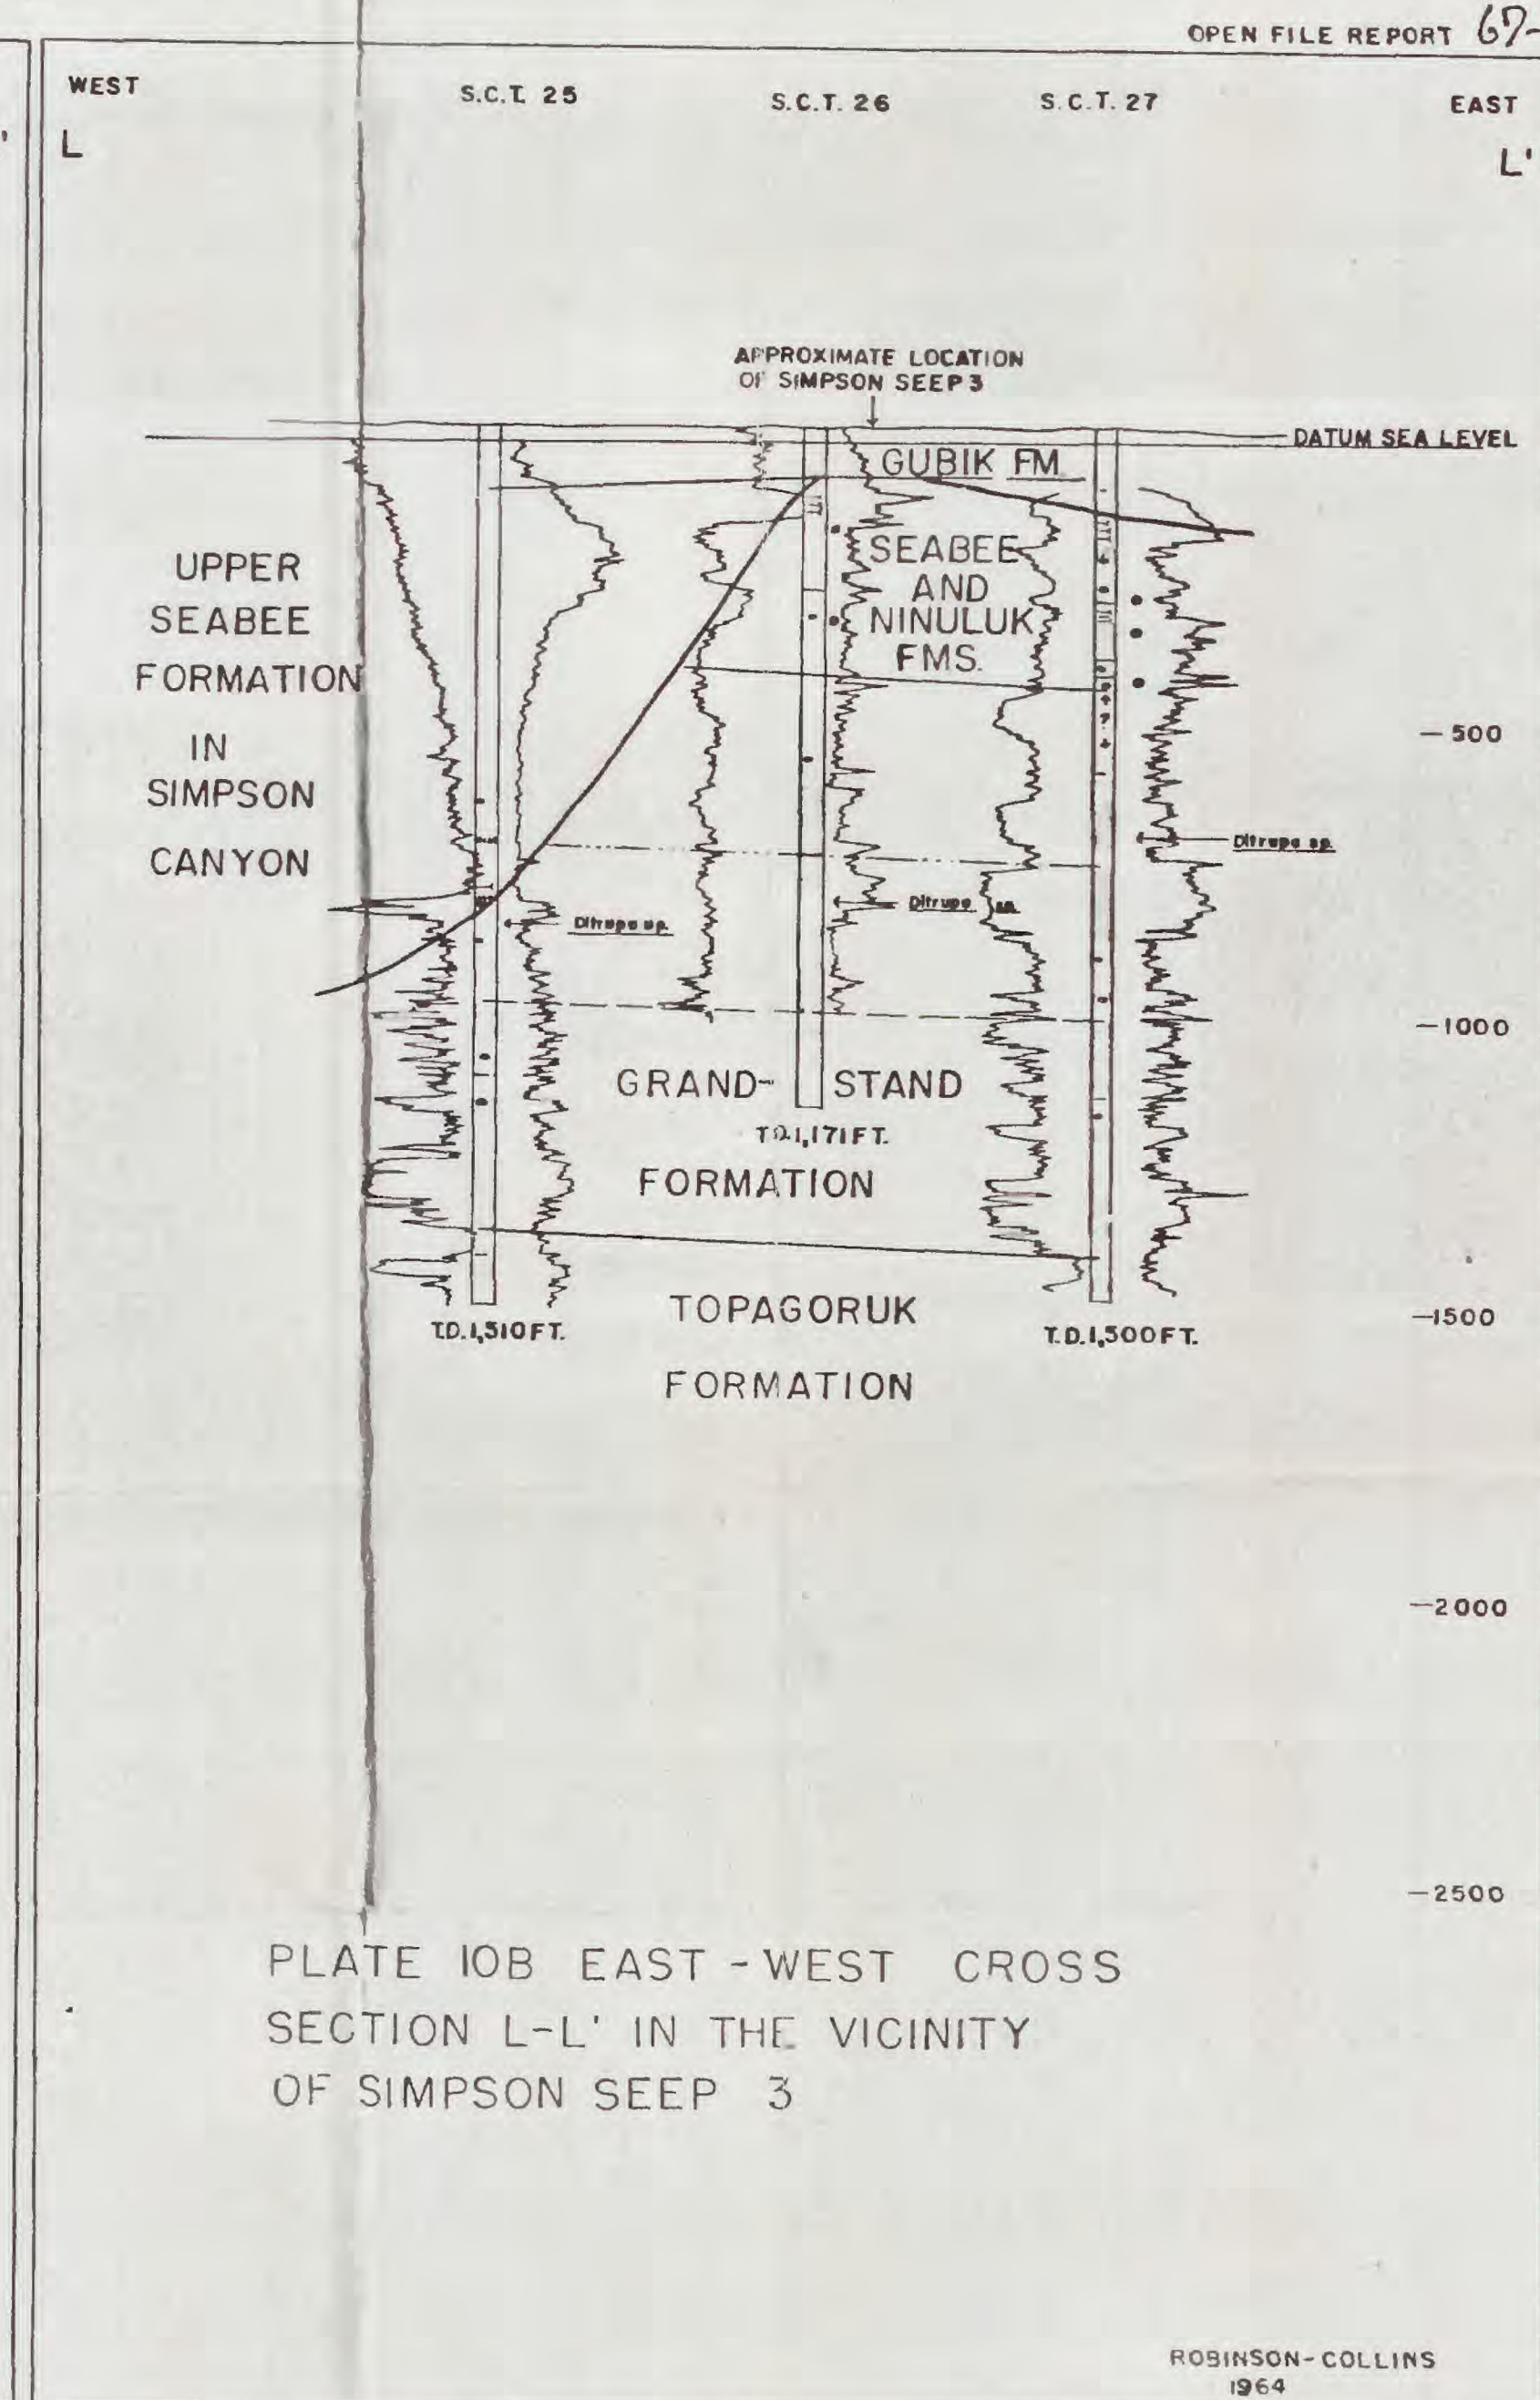 OPEN FILE REPORT 67-
WEST
S.C.T. 25
S.C.T. 26
S.C.T. 27
EAST
L
L'
APPROXIMATE LOCATION
OF SIMPSON SEEP 3
DATUM SEA LEVEL
GUBIK FM.
UPPER
SEABEE
FORMATION
IN
SIMPSON
CANYON
SEABEE
AND
NINULUK
FMS.
—500
Ditrupa sp.
Ditrupa sp.
Ditrupa sp.
—1000
GRAND- STAND
T.D. 1,171 FT.
FORMATION
TOPAGORUK
FORMATION
T.D. 1,510 FT.
T.D. 1,500 FT.
—1500
—2000
—2500
PLATE 10B EAST-WEST CROSS
SECTION L-L' IN THE VICINITY
OF SIMPSON SEEP 3
ROBINSON-COLLINS
1964